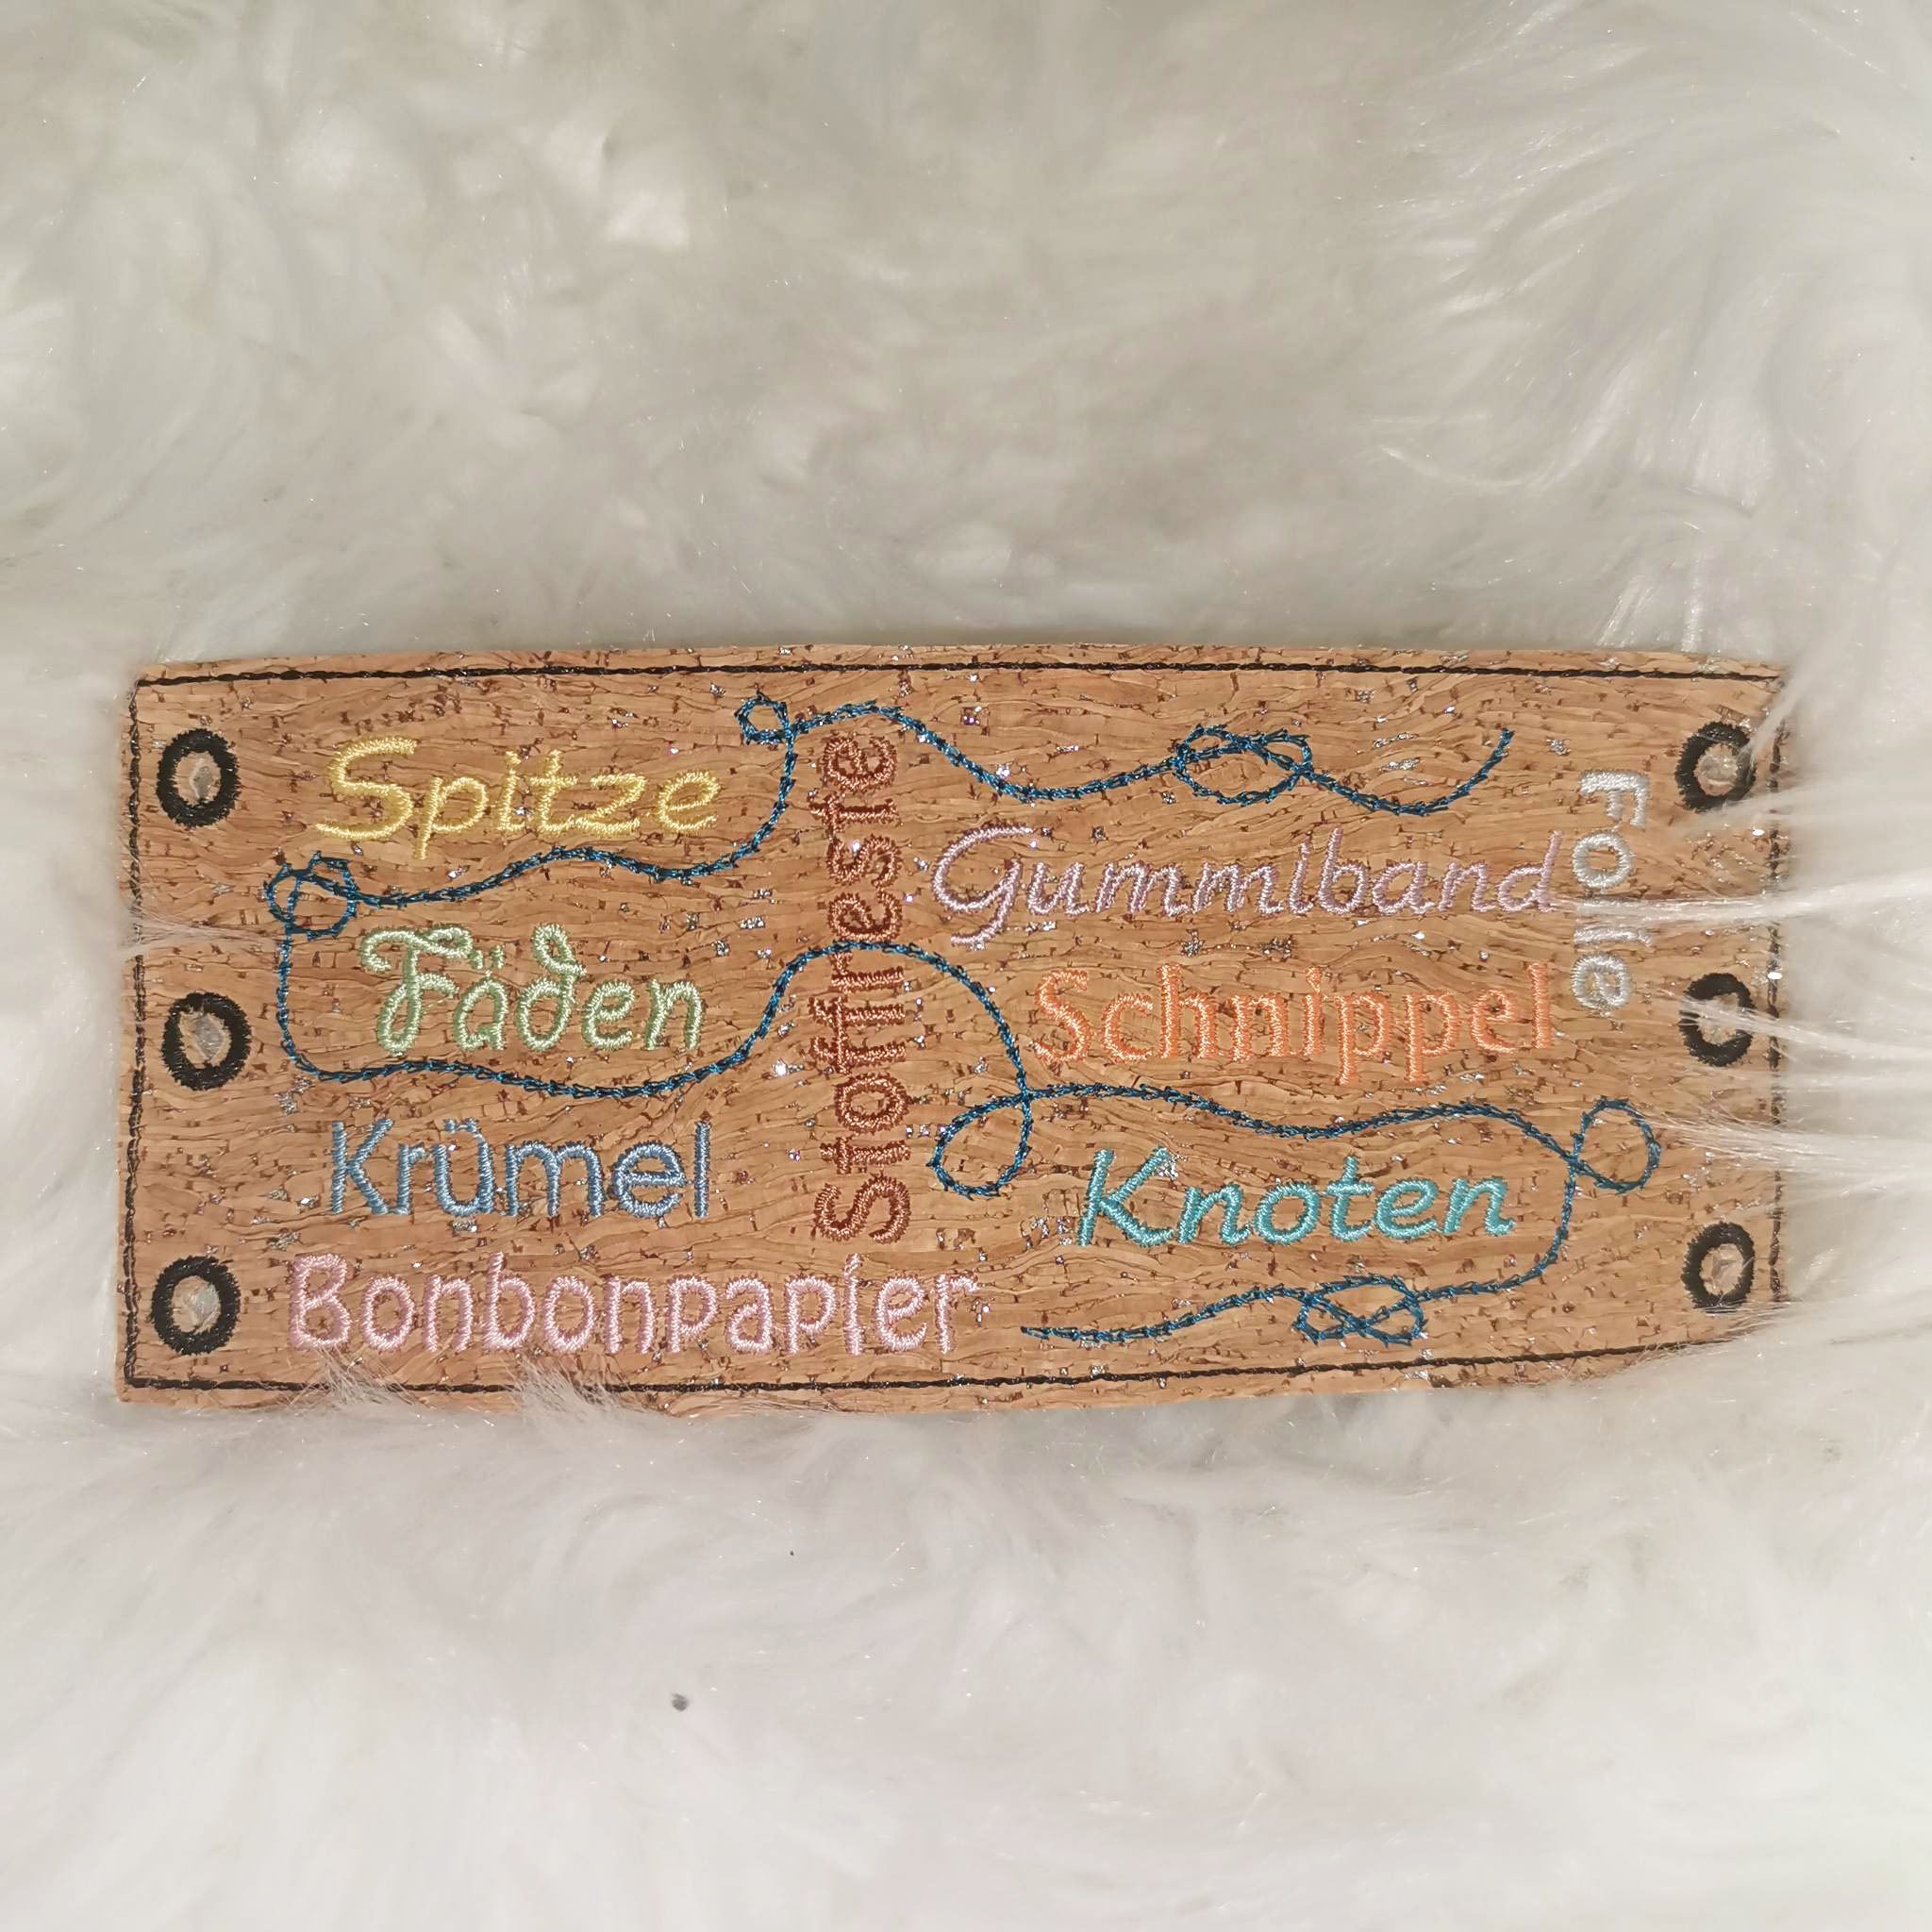 Spitze
Fäden
Krümel
Bonbonpapier
Stoffreste
Gummiband
Schnippel
Knoten
Folie